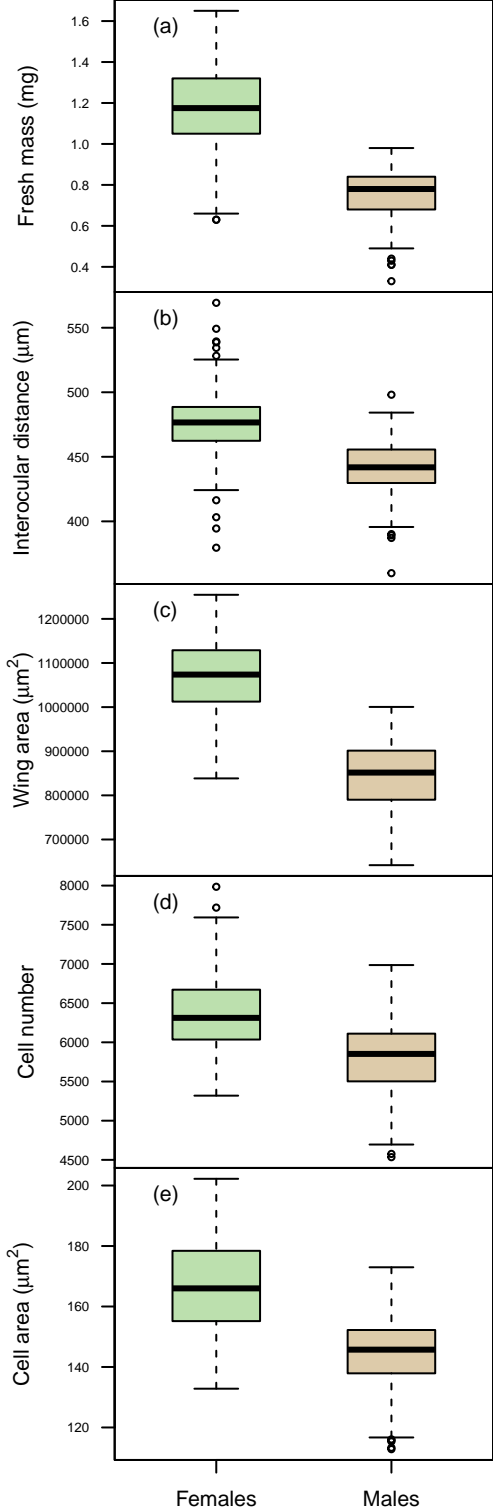 (a)
Fresh mass (mg)
1.6
1.4
1.2
1.0
0.8
0.6
0.4
(b)
Interocular distance (μm)
550
500
450
400
(c)
Wing area (μm²)
1200000
1100000
1000000
900000
800000
700000
(d)
Cell number
8000
7500
7000
6500
6000
5500
5000
4500
(e)
Cell area (μm²)
200
180
160
140
120
Females Males